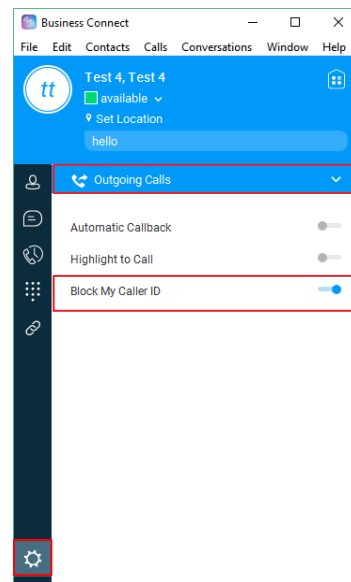 Business Connect
File Edit Contacts Calls Conversations Window Help
tt
Test 4, Test 4
available
Set Location
hello
Outgoing Calls
Automatic Callback
Highlight to Call
Block My Caller ID